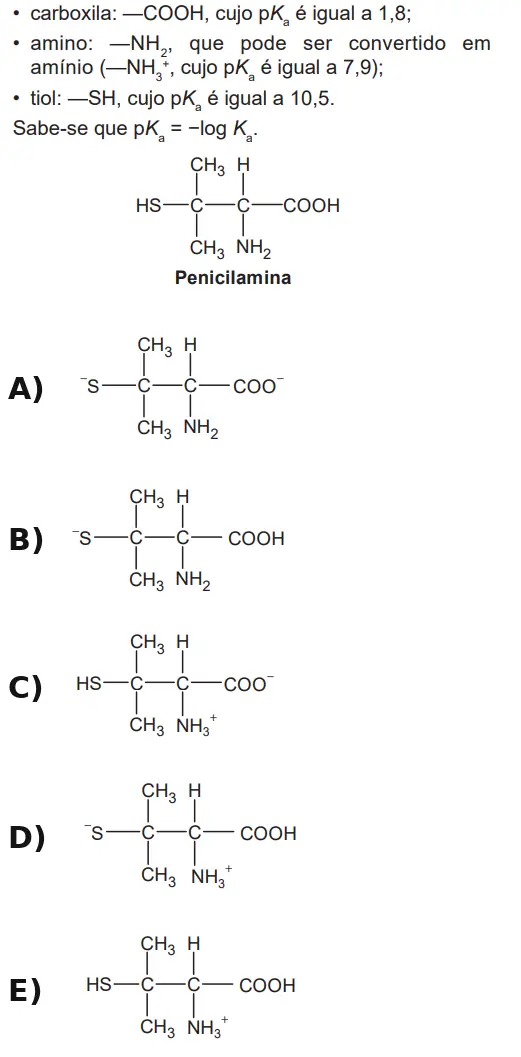 • carboxila: —COOH, cujo pKa é igual a 1,8;
• amino: —NH2, que pode ser convertido em
amínio (—NH3+, cujo pKa é igual a 7,9);
• tiol: —SH, cujo pKa é igual a 10,5.
Sabe-se que pKa = −log Ka.
CH3 H
HS—C—C—COOH
CH3 NH2
Penicilamina
CH3 H
A) −S—C—C—COO−
CH3 NH2
CH3 H
B) −S—C—C—COOH
CH3 NH2
CH3 H
C) HS—C—C—COO−
CH3 NH3+
CH3 H
D) −S—C—C—COOH
CH3 NH3+
CH3 H
E) HS—C—C—COOH
CH3 NH3+